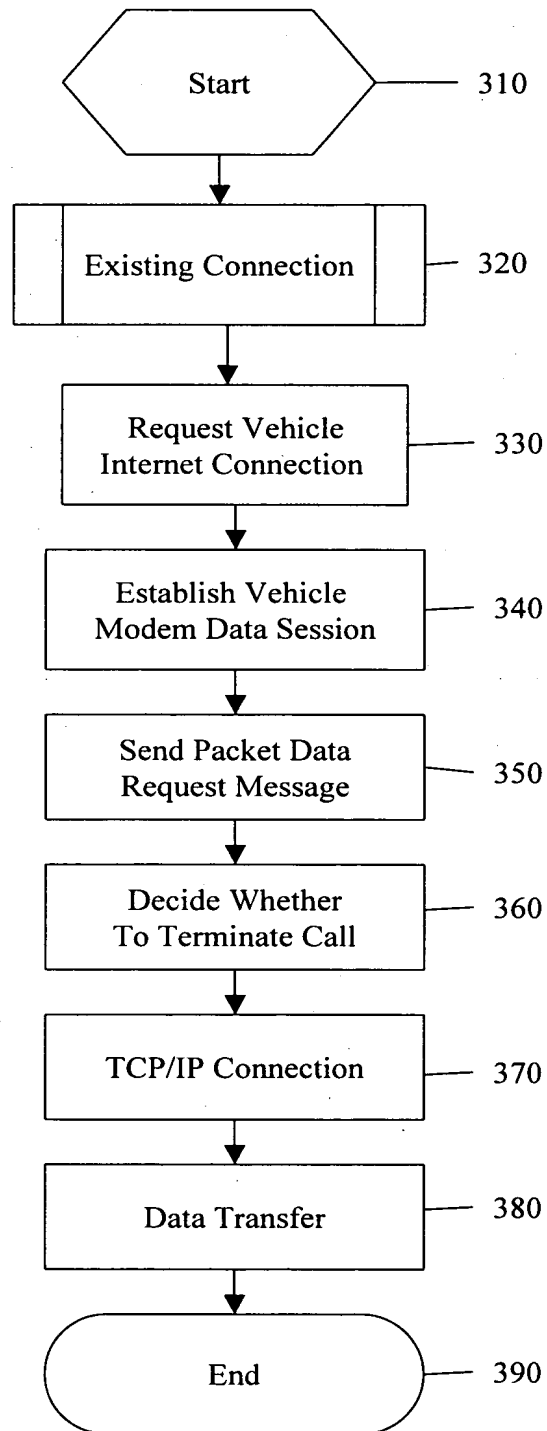 Start
310
Existing Connection
320
Request Vehicle
Internet Connection
330
Establish Vehicle
Modem Data Session
340
Send Packet Data
Request Message
350
Decide Whether
To Terminate Call
360
TCP/IP Connection
370
Data Transfer
380
End
390